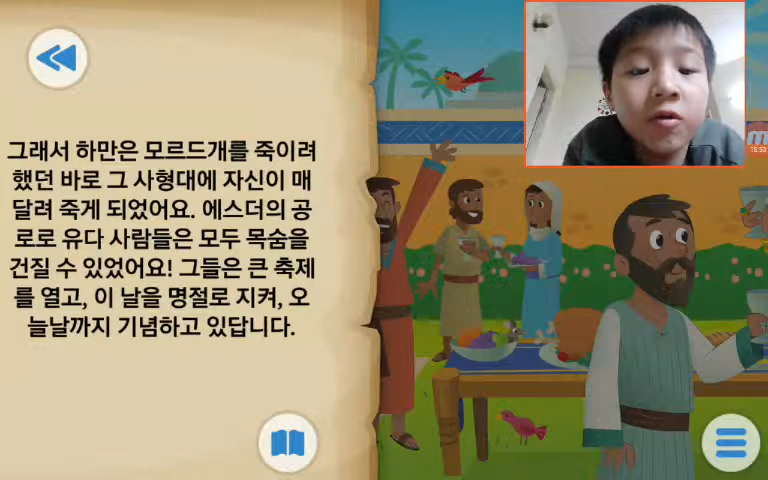 그래서 하만은 모르드개를 죽이려
했던 바로 그 사형대에 자신이 매
달려 죽게 되었어요. 에스더의 공
로로 유다 사람들은 모두 목숨을
건질 수 있었어요! 그들은 큰 축제
를 열고, 이 날을 명절로 지켜, 오
늘날까지 기념하고 있답니다.